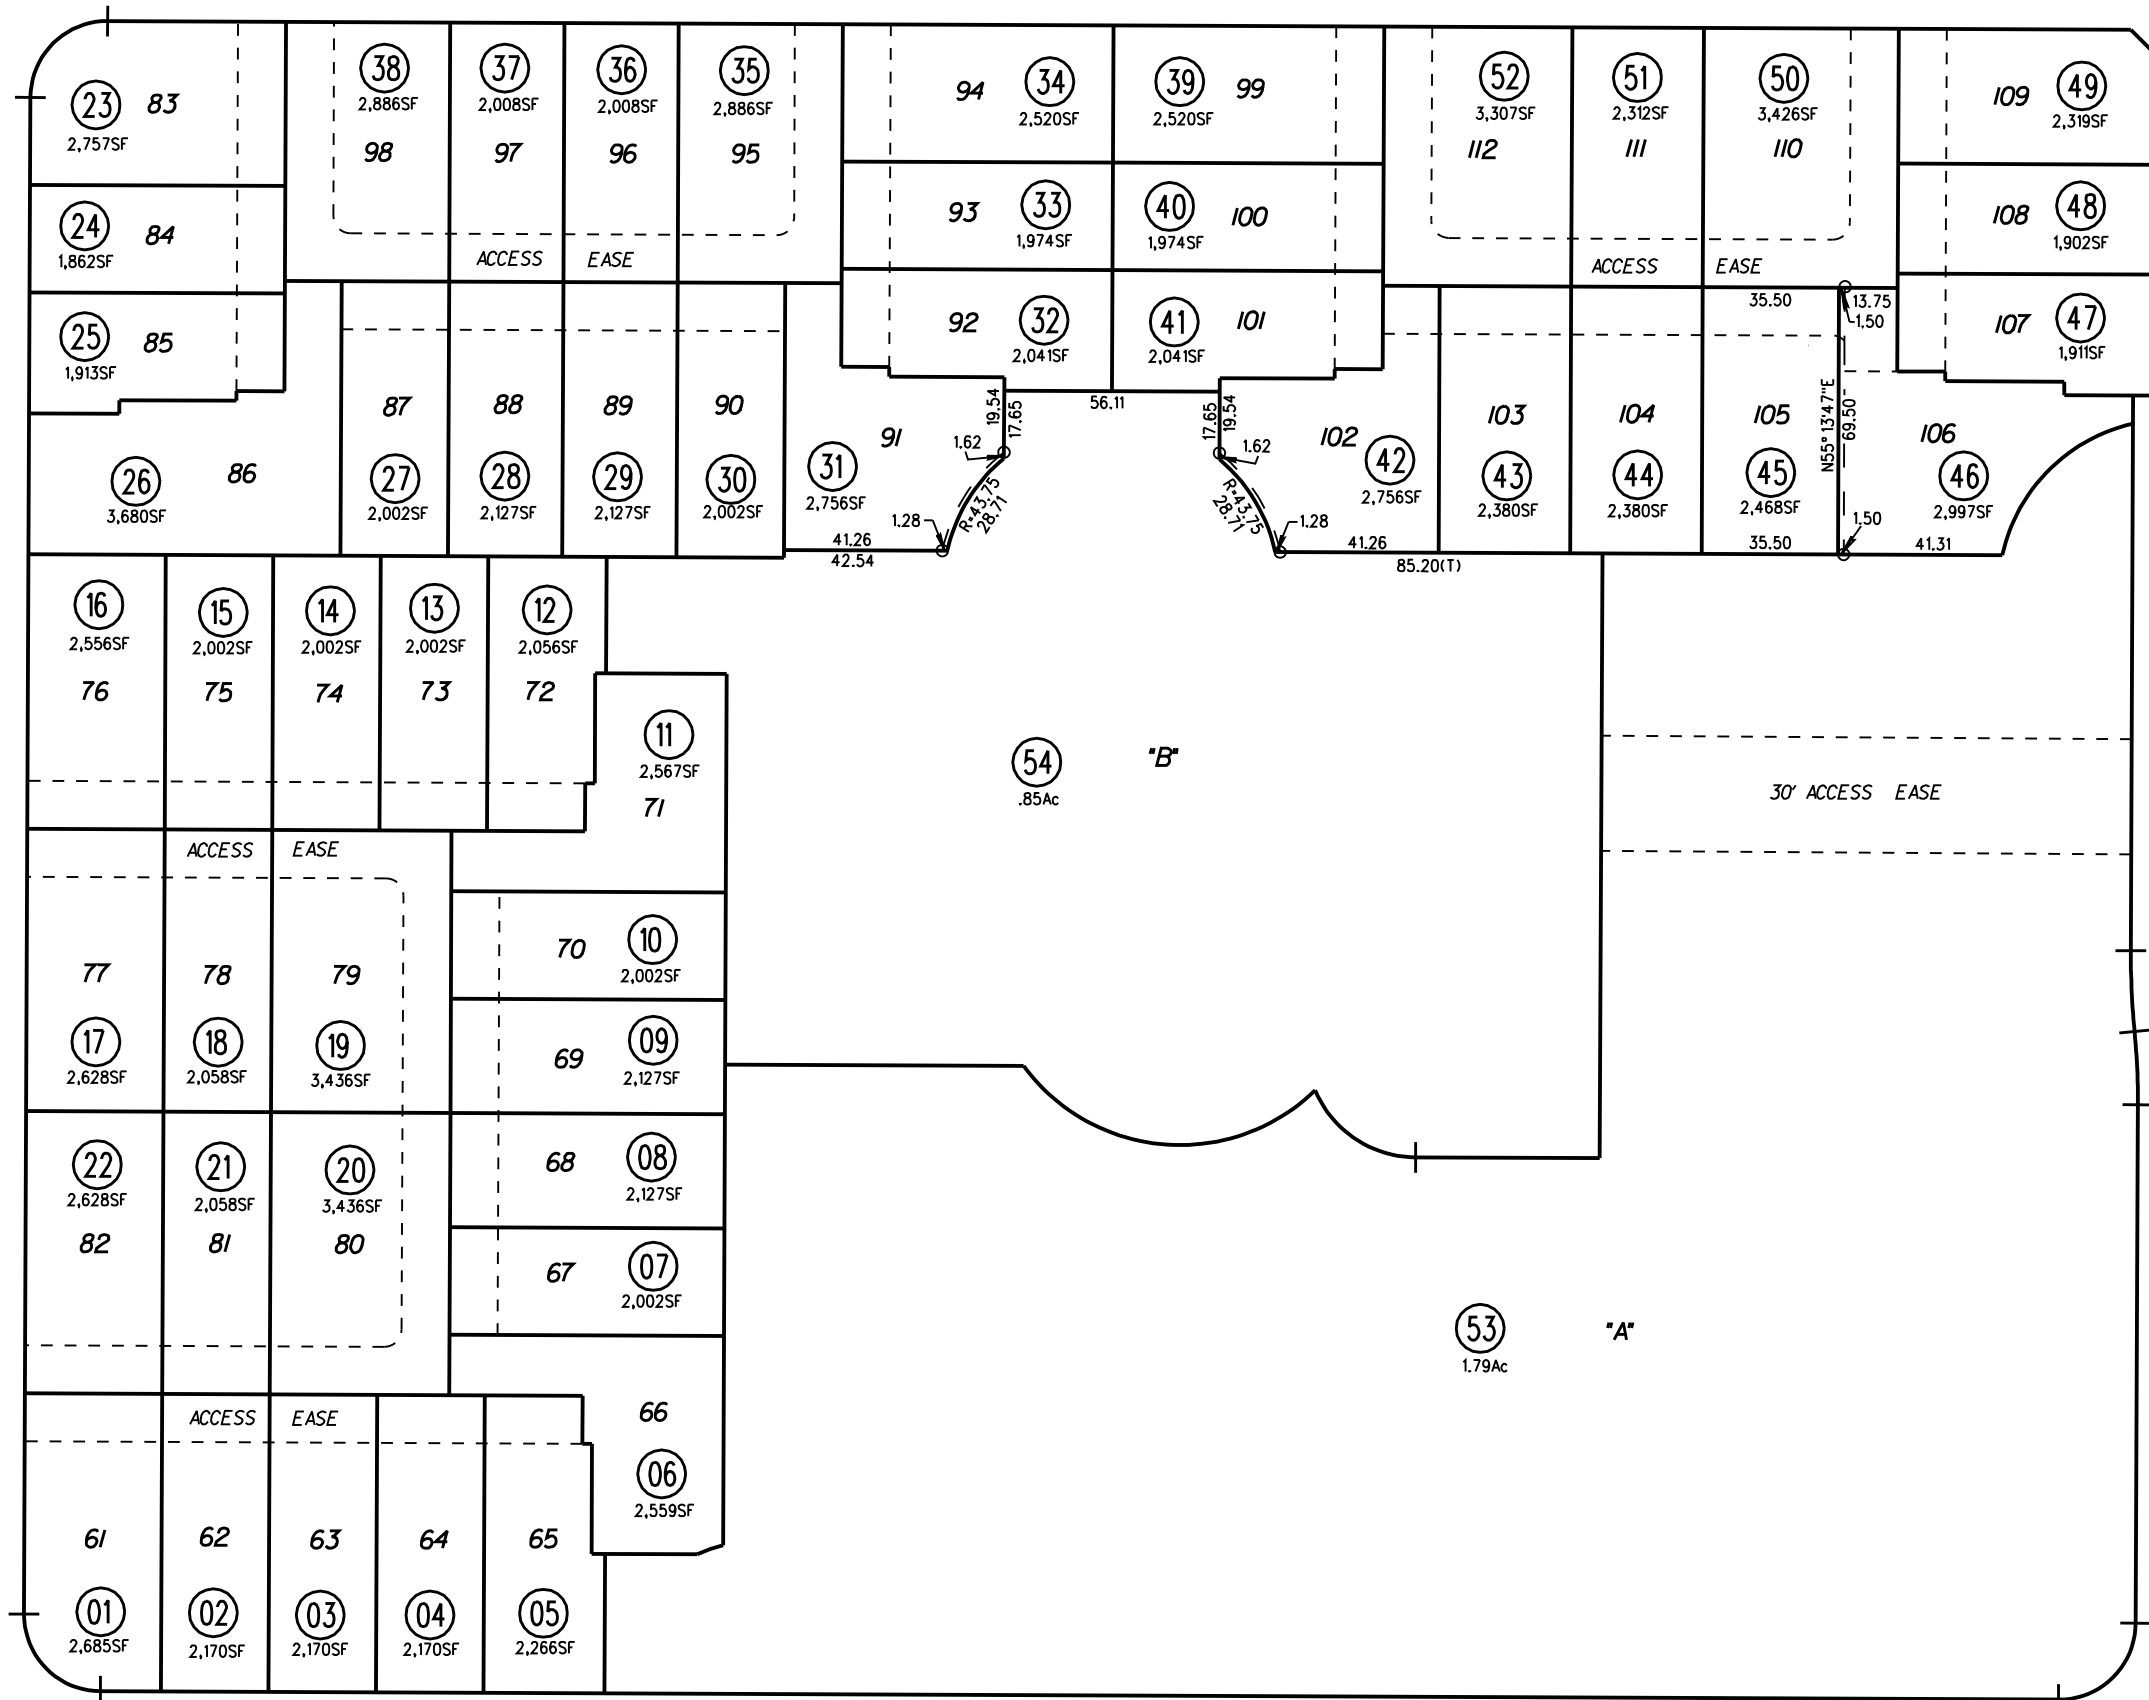 23 83
2,757SF
38
2,886SF
98
37
2,008SF
97
36
2,008SF
96
35
2,886SF
95
94 34
2,520SF
39 99
2,520SF
52
3,307SF
112
51
2,312SF
111
50
3,426SF
110
109 49
2,319SF
24 84
1,862SF
93 33
1,974SF
40 100
1,974SF
108 48
1,902SF
ACCESS EASE
ACCESS EASE
25 85
1,913SF
92 32
2,041SF
41 101
2,041SF
35.50
13.75
1.50
107 47
1,911SF
86
26
3,680SF
87
27
2,002SF
88
28
2,127SF
89
29
2,127SF
90
30
2,002SF
91
31
2,756SF
19.54
17.65
1.62
R=43.75
28.71
1.28
41.26
42.54
56.11
17.65
19.54
1.62
R=43.75
28.71
1.28
41.26
85.20(T)
102
42
2,756SF
103
43
2,380SF
104
44
2,380SF
105
45
2,468SF
35.50
N55°13'47"E
69.50
1.50
106
46
2,997SF
41.31
16
2,556SF
76
15
2,002SF
75
14
2,002SF
74
13
2,002SF
73
12
2,056SF
72
11
2,567SF
71
54 "B"
.85Ac
30' ACCESS EASE
ACCESS EASE
77
17
2,628SF
78
18
2,058SF
79
19
3,436SF
70 10
2,002SF
69 09
2,127SF
22
2,628SF
82
21
2,058SF
81
20
3,436SF
80
68 08
2,127SF
67 07
2,002SF
53 "A"
1.79Ac
ACCESS EASE
66
06
2,559SF
61
01
2,685SF
62
02
2,170SF
63
03
2,170SF
64
04
2,170SF
65
05
2,266SF